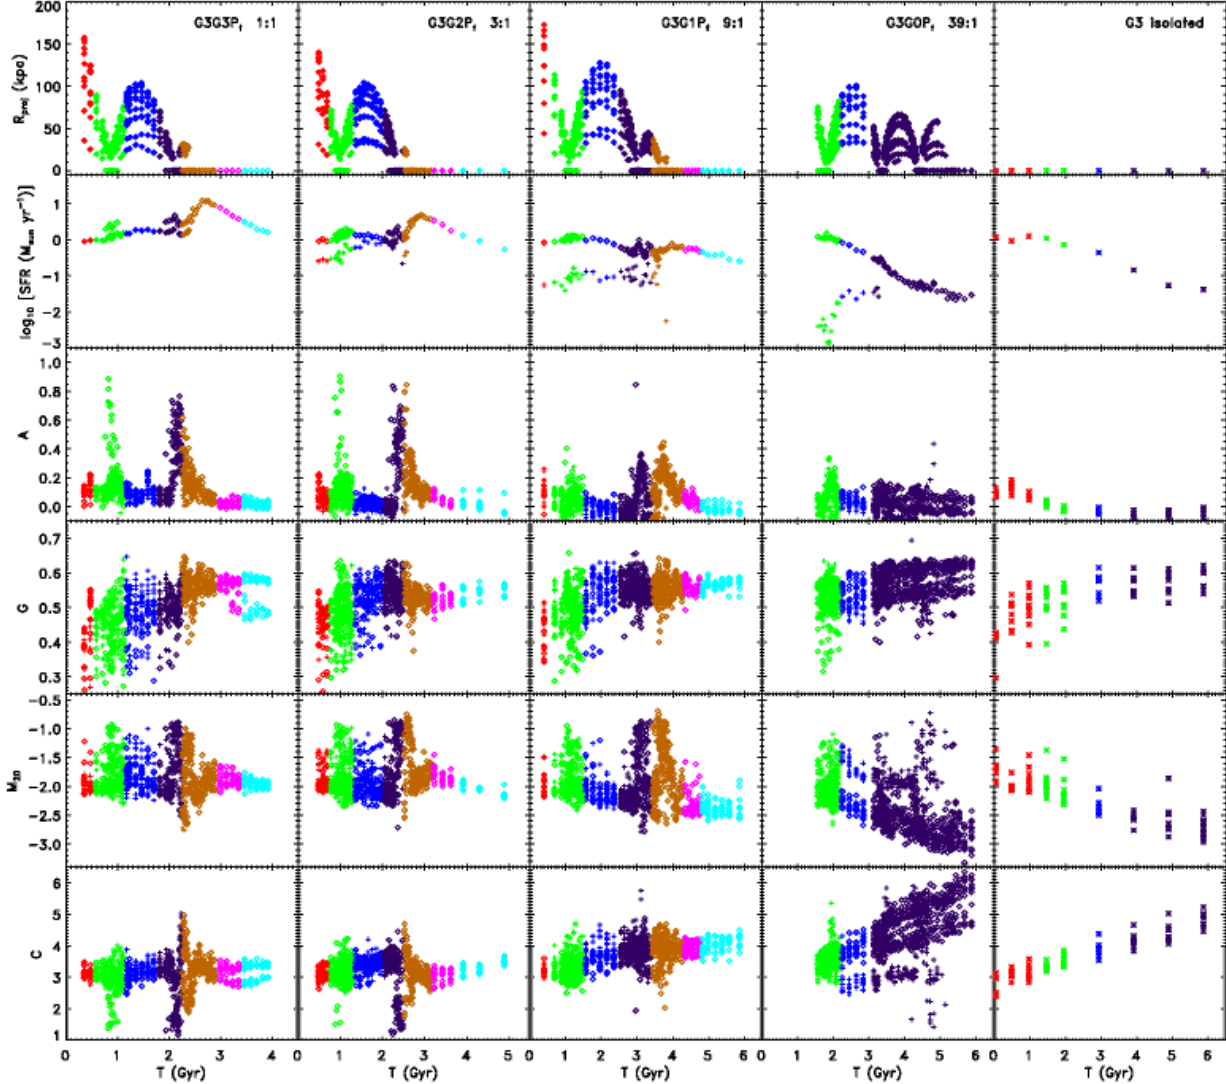 G3G3Pf 1:1
G3G2Pf 3:1
G3G1Pf 9:1
G3G0Pf 39:1
G3 isolated
Rproj (kpc)
200
150
100
50
0
log10 [SFR (Msun yr−1)]
1
0
−1
−2
−3
A
1.0
0.8
0.6
0.4
0.2
0.0
G
0.7
0.6
0.5
0.4
0.3
M20
−0.5
−1.0
−1.5
−2.0
−2.5
−3.0
C
6
5
4
3
2
1
0 1 2 3 4
0 1 2 3 4 5
0 1 2 3 4 5 6
0 1 2 3 4 5 6
0 1 2 3 4 5 6
T (Gyr)
T (Gyr)
T (Gyr)
T (Gyr)
T (Gyr)